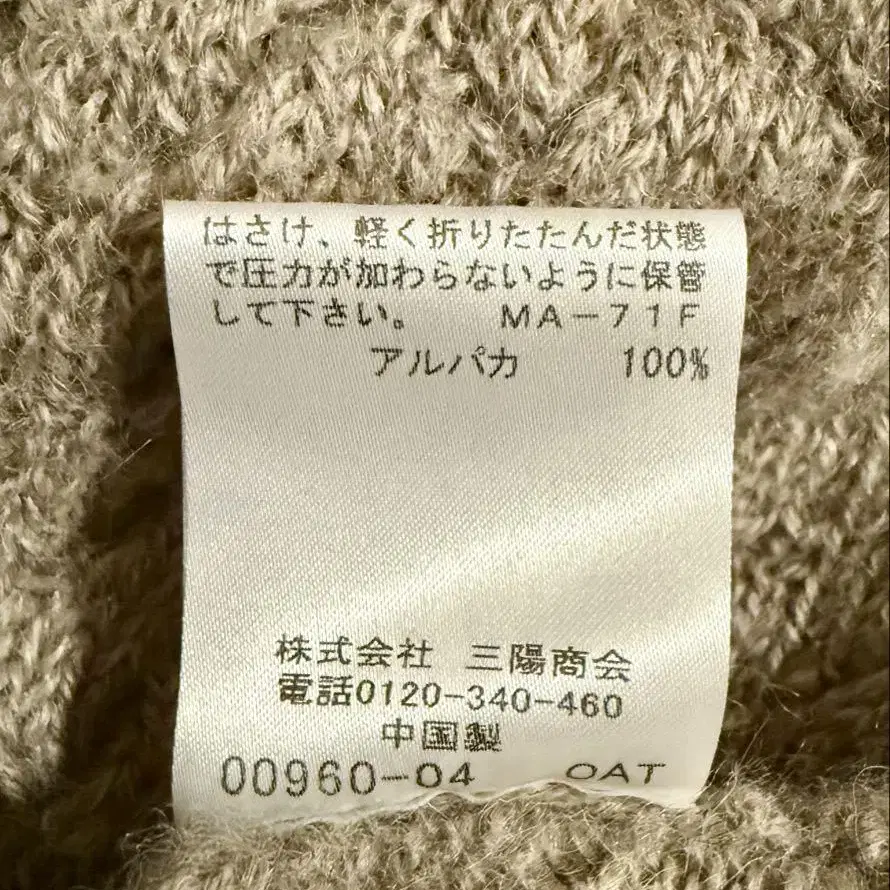 はさけ、軽く折りたたんだ状態
で圧力が加わらないように保管
して下さい。 MA-71F
アルパカ 100%
株式会社 三陽商会
電話0120-340-460
中国製
00960-04 OAT